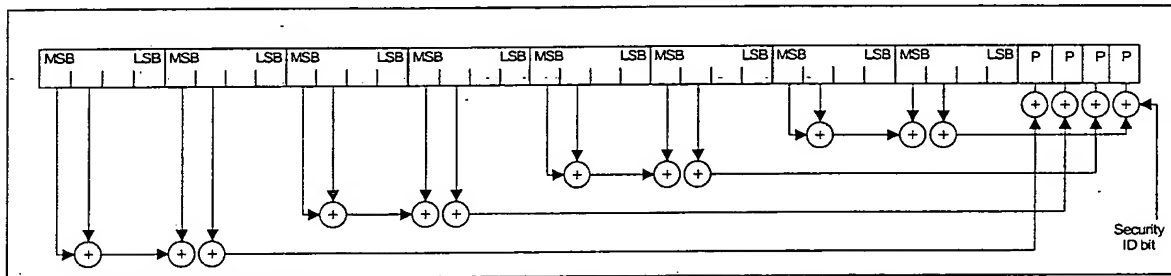 MSB LSB MSB LSB MSB LSB MSB LSB MSB LSB MSB LSB MSB LSB MSB LSB P P P P
+ + + +
+ + +
+ + +
+ + +
+ + +
Security
ID bit